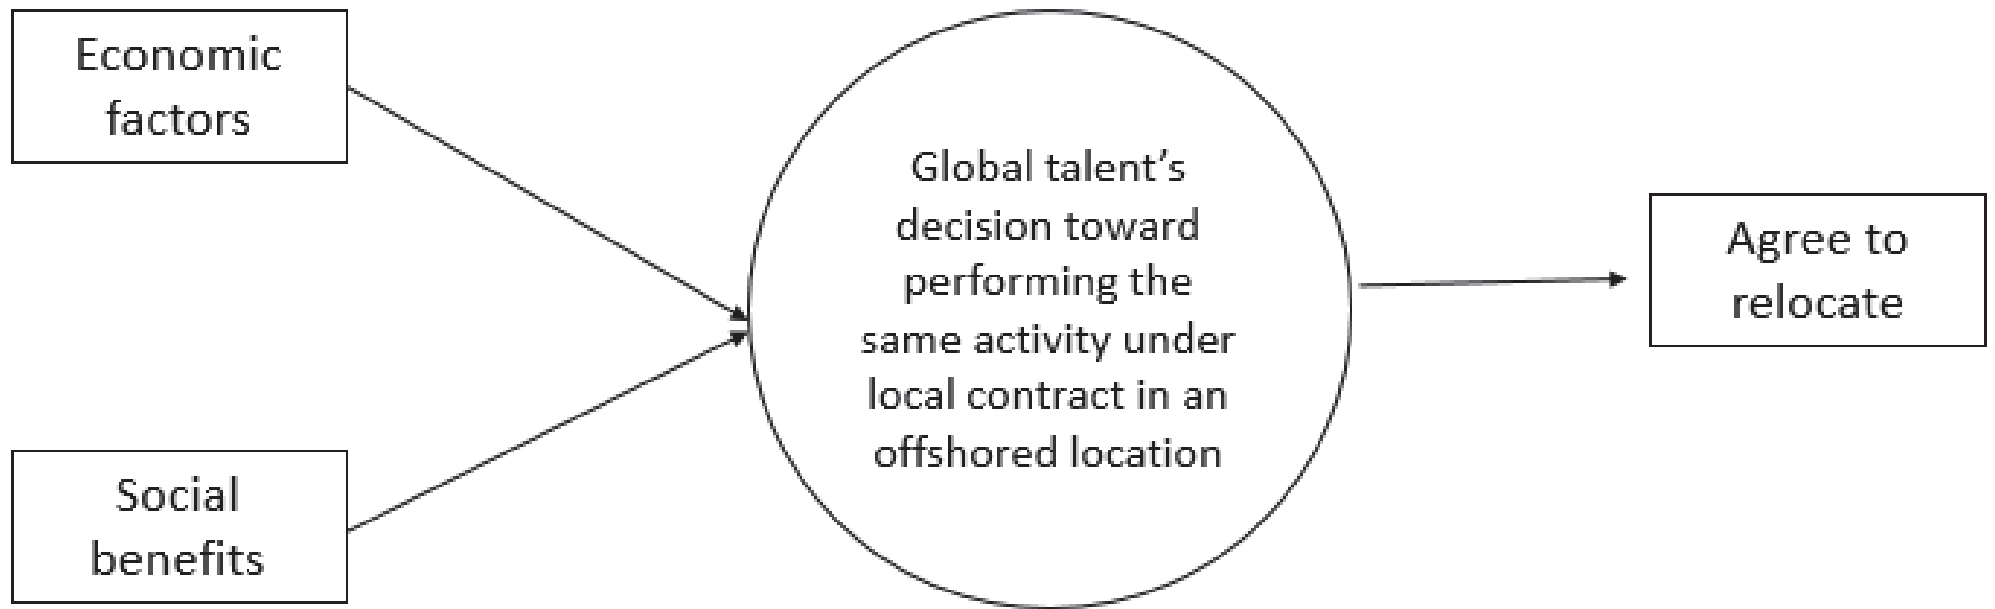 Economic
factors
Social
benefits
Global talent’s
decision toward
performing the
same activity under
local contract in an
offshored location
Agree to
relocate